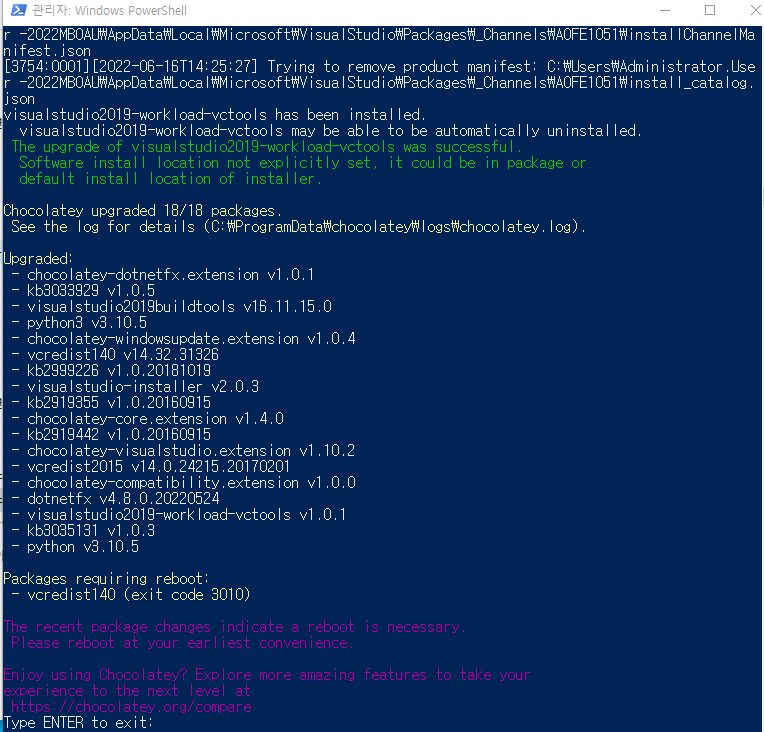 관리자: Windows PowerShell
r -2022MBOAU₩AppData₩Local₩Microsoft₩VisualStudio₩Packages₩_Channels₩A0FE1051₩installChannelMa
nifest.json
[3754:0001][2022-06-16T14:25:27] Trying to remove product manifest: C:₩Users₩Administrator.Use
r -2022MBOAU₩AppData₩Local₩Microsoft₩VisualStudio₩Packages₩_Channels₩A0FE1051₩install_catalog.
json
visualstudio2019-workload-vctools has been installed.
  visualstudio2019-workload-vctools may be able to be automatically uninstalled.
 The upgrade of visualstudio2019-workload-vctools was successful.
  Software install location not explicitly set, it could be in package or
  default install location of installer.
Chocolatey upgraded 18/18 packages.
 See the log for details (C:₩ProgramData₩chocolatey₩logs₩chocolatey.log).
Upgraded:
 - chocolatey-dotnetfx.extension v1.0.1
 - kb3033929 v1.0.5
 - visualstudio2019buildtools v16.11.15.0
 - python3 v3.10.5
 - chocolatey-windowsupdate.extension v1.0.4
 - vcredist140 v14.32.31326
 - kb2999226 v1.0.20181019
 - visualstudio-installer v2.0.3
 - kb2919355 v1.0.20160915
 - chocolatey-core.extension v1.4.0
 - kb2919442 v1.0.20160915
 - chocolatey-visualstudio.extension v1.10.2
 - vcredist2015 v14.0.24215.20170201
 - chocolatey-compatibility.extension v1.0.0
 - dotnetfx v4.8.0.20220524
 - visualstudio2019-workload-vctools v1.0.1
 - kb3035131 v1.0.3
 - python v3.10.5
Packages requiring reboot:
 - vcredist140 (exit code 3010)
The recent package changes indicate a reboot is necessary.
 Please reboot at your earliest convenience.
Enjoy using Chocolatey? Explore more amazing features to take your
experience to the next level at
 https://chocolatey.org/compare
Type ENTER to exit: